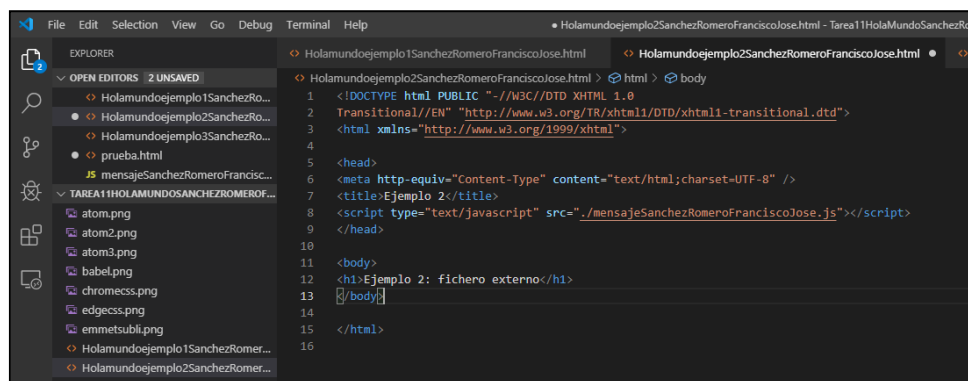 File Edit Selection View Go Debug Terminal Help
● Holamundoejemplo2SanchezRomeroFranciscoJose.html - Tarea11HolaMundoSanchezRo
EXPLORER
OPEN EDITORS 2 UNSAVED
Holamundoejemplo1SanchezRo...
Holamundoejemplo2SanchezRo...
Holamundoejemplo3SanchezRo...
prueba.html
JS mensajeSanchezRomeroFrancisc...
TAREA11HOLAMUNDOSANCHEZROMEROF...
atom.png
atom2.png
atom3.png
babel.png
chromecss.png
edgecss.png
emmetsubli.png
Holamundoejemplo1SanchezRomer...
Holamundoejemplo2SanchezRomer...
2
Holamundoejemplo1SanchezRomeroFranciscoJose.html
Holamundoejemplo2SanchezRomeroFranciscoJose.html ●
Holamundoejemplo2SanchezRomeroFranciscoJose.html > html > body
1 <!DOCTYPE html PUBLIC "-//W3C//DTD XHTML 1.0
2 Transitional//EN" "http://www.w3.org/TR/xhtml1/DTD/xhtml1-transitional.dtd">
3 <html xmlns="http://www.w3.org/1999/xhtml">
4
5 <head>
6 <meta http-equiv="Content-Type" content="text/html;charset=UTF-8" />
7 <title>Ejemplo 2</title>
8 <script type="text/javascript" src="./mensajeSanchezRomeroFranciscoJose.js"></script>
9 </head>
10
11 <body>
12 <h1>Ejemplo 2: fichero externo</h1>
13 </body>
14
15 </html>
16